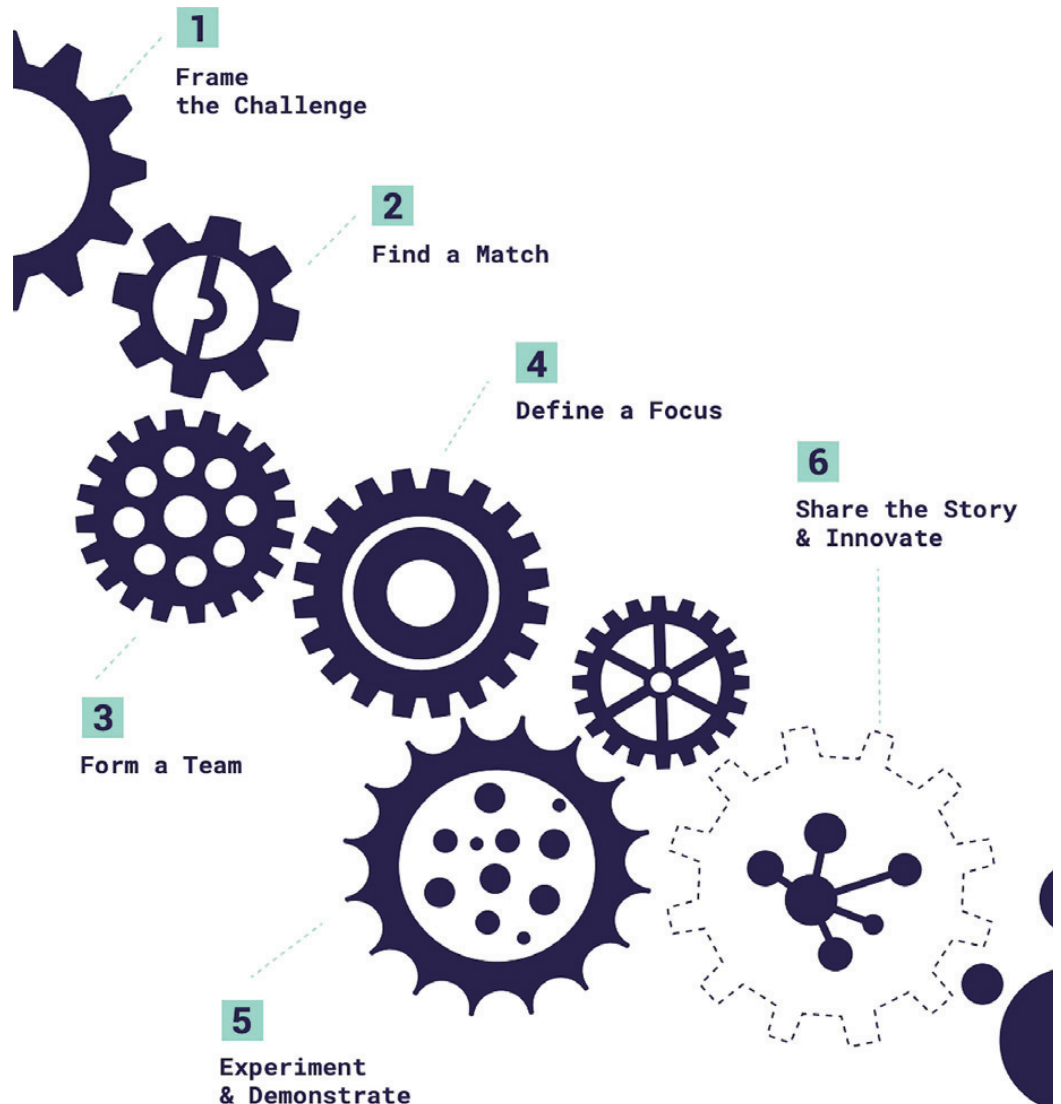 1
Frame
the Challenge
2
Find a Match
3
Form a Team
4
Define a Focus
5
Experiment
& Demonstrate
6
Share the Story
& Innovate